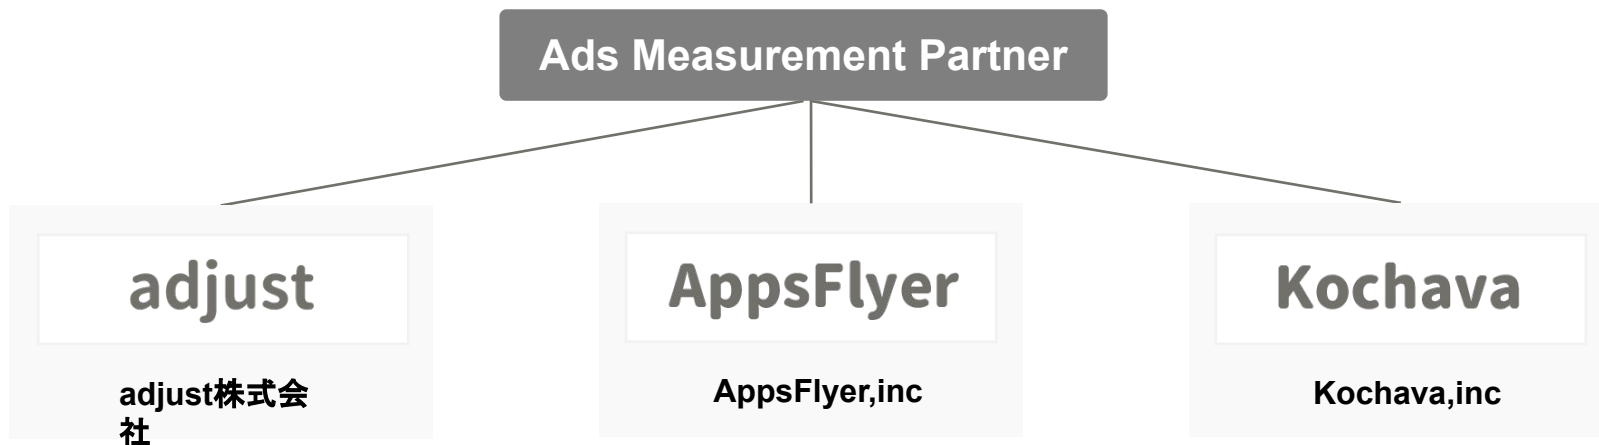 Ads Measurement Partner
adjust
AppsFlyer
Kochava
adjust株式会
社
AppsFlyer,inc
Kochava,inc